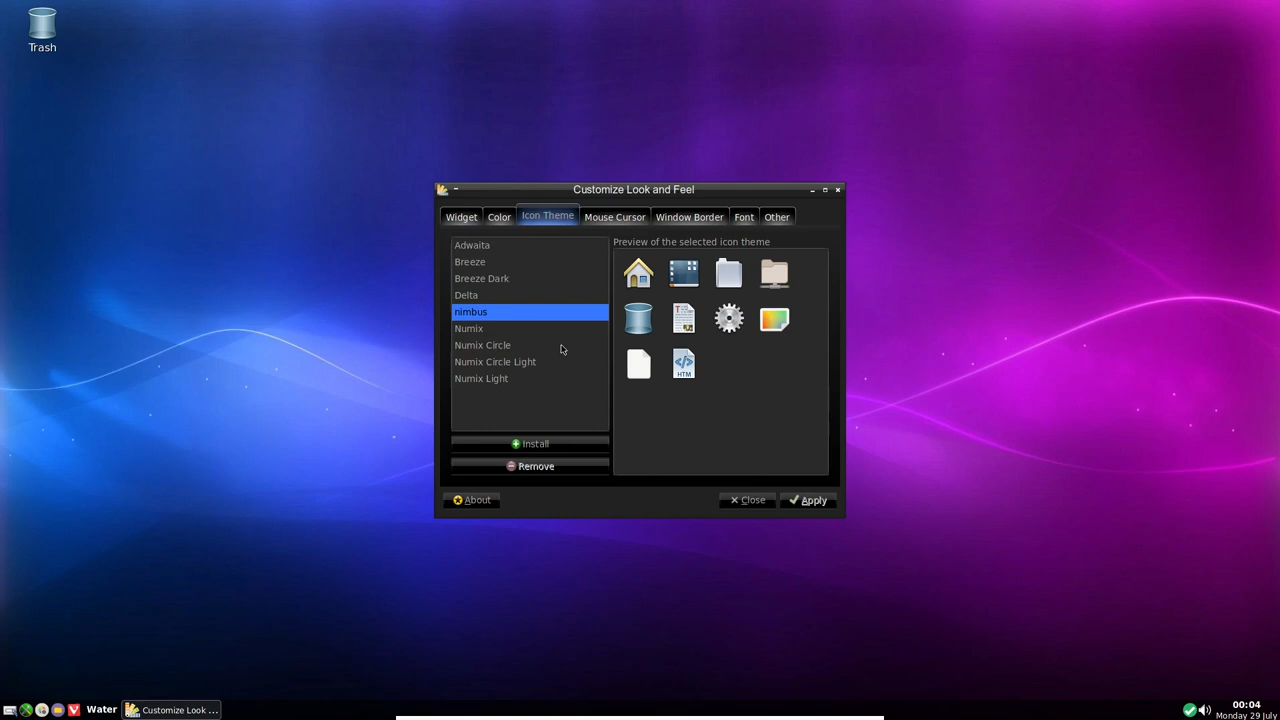 Trash
Customize Look and Feel
Widget
Color
Icon Theme
Mouse Cursor
Window Border
Font
Other
Adwaita
Breeze
Breeze Dark
Delta
nimbus
Numix
Numix Circle
Numix Circle Light
Numix Light
Install
Remove
Preview of the selected icon theme
HTM
About
Close
Apply
Water
Customize Look ...
00:04
Monday 29 July